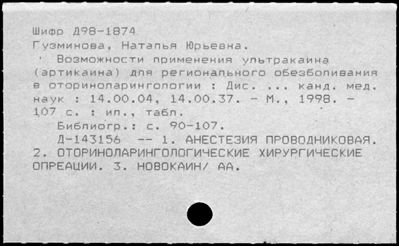 Шифр Д98-1874
Гузминова, Наталья Юрьевна.
Возможности применения ультракаина
(артикаина) для регионального обезболивания
в оториноларингологии : Дис. ... канд. мед.
наук : 14.00.04, 14.00.37. - М., 1998. -
107 с. : ил., табл.
Библиогр.: с. 90-107.
Д-143156 -- 1. АНЕСТЕЗИЯ ПРОВОДНИКОВАЯ.
2. ОТОРИНОЛАРИНГОЛОГИЧЕСКИЕ ХИРУРГИЧЕСКИЕ
ОПРЕАЦИИ. 3. НОВОКАИН/ АА.